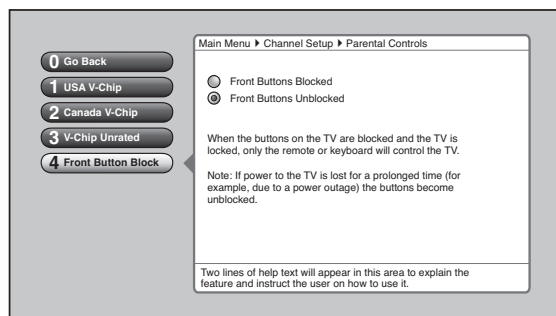 Main Menu ▶ Channel Setup ▶ Parental Controls
0 Go Back
1 USA V-Chip
2 Canada V-Chip
3 V-Chip Unrated
4 Front Button Block
Front Buttons Blocked
Front Buttons Unblocked
When the buttons on the TV are blocked and the TV is
locked, only the remote or keyboard will control the TV.
Note: If power to the TV is lost for a prolonged time (for
example, due to a power outage) the buttons become
unblocked.
Two lines of help text will appear in this area to explain the
feature and instruct the user on how to use it.